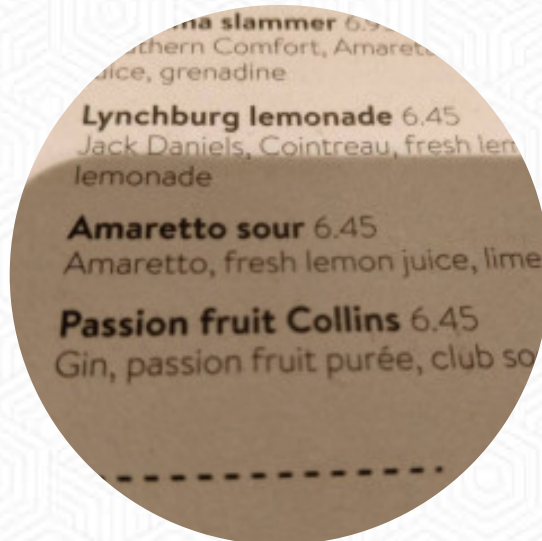 slammer
Comfort,
grenadine
Lynchburg lemonade 6.45
Jack Daniels, Cointreau, fresh
lemonade
Amaretto sour 6.45
Amaretto, fresh lemon juice, lime
Passion fruit Collins 6.45
Gin, passion fruit purée, club